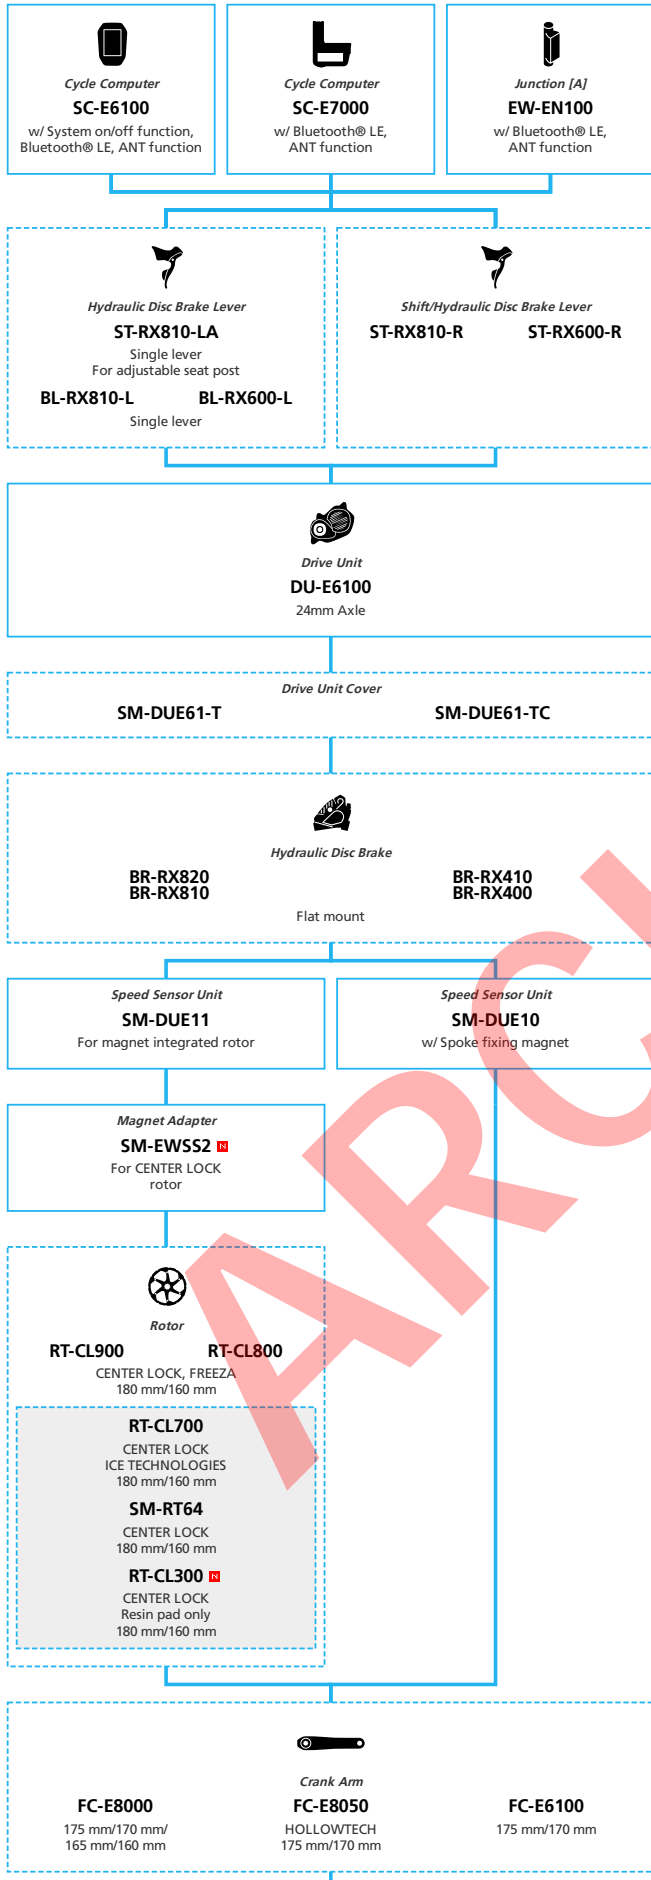 Cycle Computer
SC-E6100
w/ System on/off function,
Bluetooth® LE, ANT function
Cycle Computer
SC-E7000
w/ Bluetooth® LE,
ANT function
Junction [A]
EW-EN100
w/ Bluetooth® LE,
ANT function
Hydraulic Disc Brake Lever
ST-RX810-LA
Single lever
For adjustable seat post
BL-RX810-L BL-RX600-L
Single lever
Shift/Hydraulic Disc Brake Lever
ST-RX810-R ST-RX600-R
Drive Unit
DU-E6100
24mm Axle
Drive Unit Cover
SM-DUE61-T SM-DUE61-TC
Hydraulic Disc Brake
BR-RX820 BR-RX410
BR-RX810 BR-RX400
Flat mount
Speed Sensor Unit
SM-DUE11
For magnet integrated rotor
Speed Sensor Unit
SM-DUE10
w/ Spoke fixing magnet
Magnet Adapter
SM-EWSS2 N
For CENTER LOCK
rotor
Rotor
RT-CL900 RT-CL800
CENTER LOCK, FREEZA
180 mm/160 mm
RT-CL700
CENTER LOCK
ICE TECHNOLOGIES
180 mm/160 mm
SM-RT64
CENTER LOCK
180 mm/160 mm
RT-CL300 N
CENTER LOCK
Resin pad only
180 mm/160 mm
Crank Arm
FC-E8000
175 mm/170 mm/
165 mm/160 mm
FC-E8050
HOLLOWTECH
175 mm/170 mm
FC-E6100
175 mm/170 mm
ARC